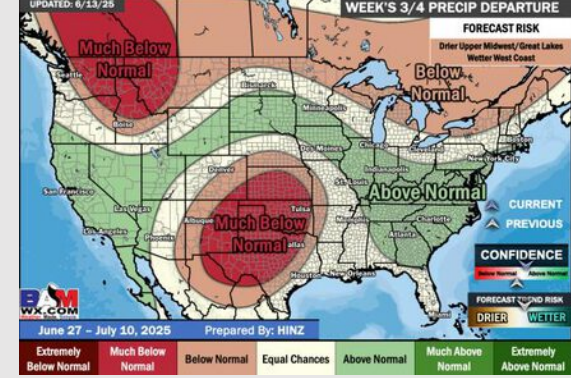 UPDATED: 6/13/25
WEEK'S 3/4 PRECIP DEPARTURE
FORECAST RISK
Drier Upper Midwest/Great Lakes
Wetter West Coast
Much Below
Normal
Below
Normal
Seattle
Bismarck
Minneapolis
Boise
Boston
Chicago
Cleveland
New York City
Des Moines
Denver
Indianapolis
San Francisco
St. Louis
Above Normal
Las Vegas
Tulsa
CURRENT
Los Angeles
Albuque
Much Below
Normal
Memphis
Charlotte
PREVIOUS
Phoenix
allas
Atlanta
CONFIDENCE
Below Normal
Above Normal
Houston
New Orleans
Miami
FORECAST TREND RISK
DRIER
WETTER
BAM
WX.COM
June 27 – July 10, 2025
Prepared By: HINZ
Extremely
Below Normal
Much Below
Normal
Below Normal
Equal Chances
Above Normal
Much Above
Normal
Extremely
Above Normal